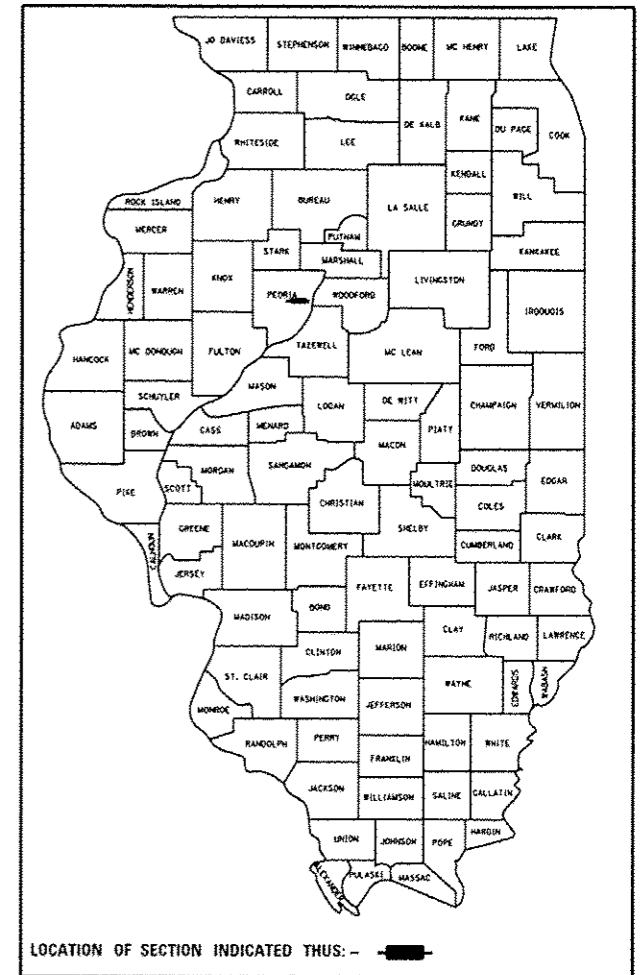 JO DAVIESS STEPHENSON WINNEBAGO BOONE MC HENRY LAKE
CARROLL OGLE DE KALB KANE DU PAGE COOK
WHITESIDE LEE KENDALL WILL
ROCK ISLAND HENRY BUREAU LA SALLE GRUNDY
MERCER PUTNAM KANKAKEE
STARK MARSHALL
HENDERSON WARREN KNOX PEORIA WOODFORD LIVINGSTON IROQUOIS
HANCOCK MC DONOUGH FULTON TAZEWELL MC LEAN FORD
SCHUYLER MASON LOGAN DE WITT CHAMPAIGN VERMILION
ADAMS BROWN CASS MENARD MACON PIATT
PIKE SCOTT MORGAN SANGAMON MOULTRIE DOUGLAS EDGAR
CHRISTIAN COLES
CALHOUN GREENE MACOUPIN MONTGOMERY SHELBY CUMBERLAND CLARK
JERSEY FAYETTE EFFINGHAM JASPER CRAWFORD
MADISON BOND CLAY RICHLAND LAWRENCE
CLINTON MARION
ST. CLAIR WAYNE EDWARDS WABASH
MONROE WASHINGTON JEFFERSON
RANDOLPH PERRY HAMILTON WHITE
FRANKLIN
JACKSON WILLIAMSON SALINE GALLATIN
UNION JOHNSON POPE HARDIN
ALEXANDER PULASKI MASSAC
LOCATION OF SECTION INDICATED THUS: -